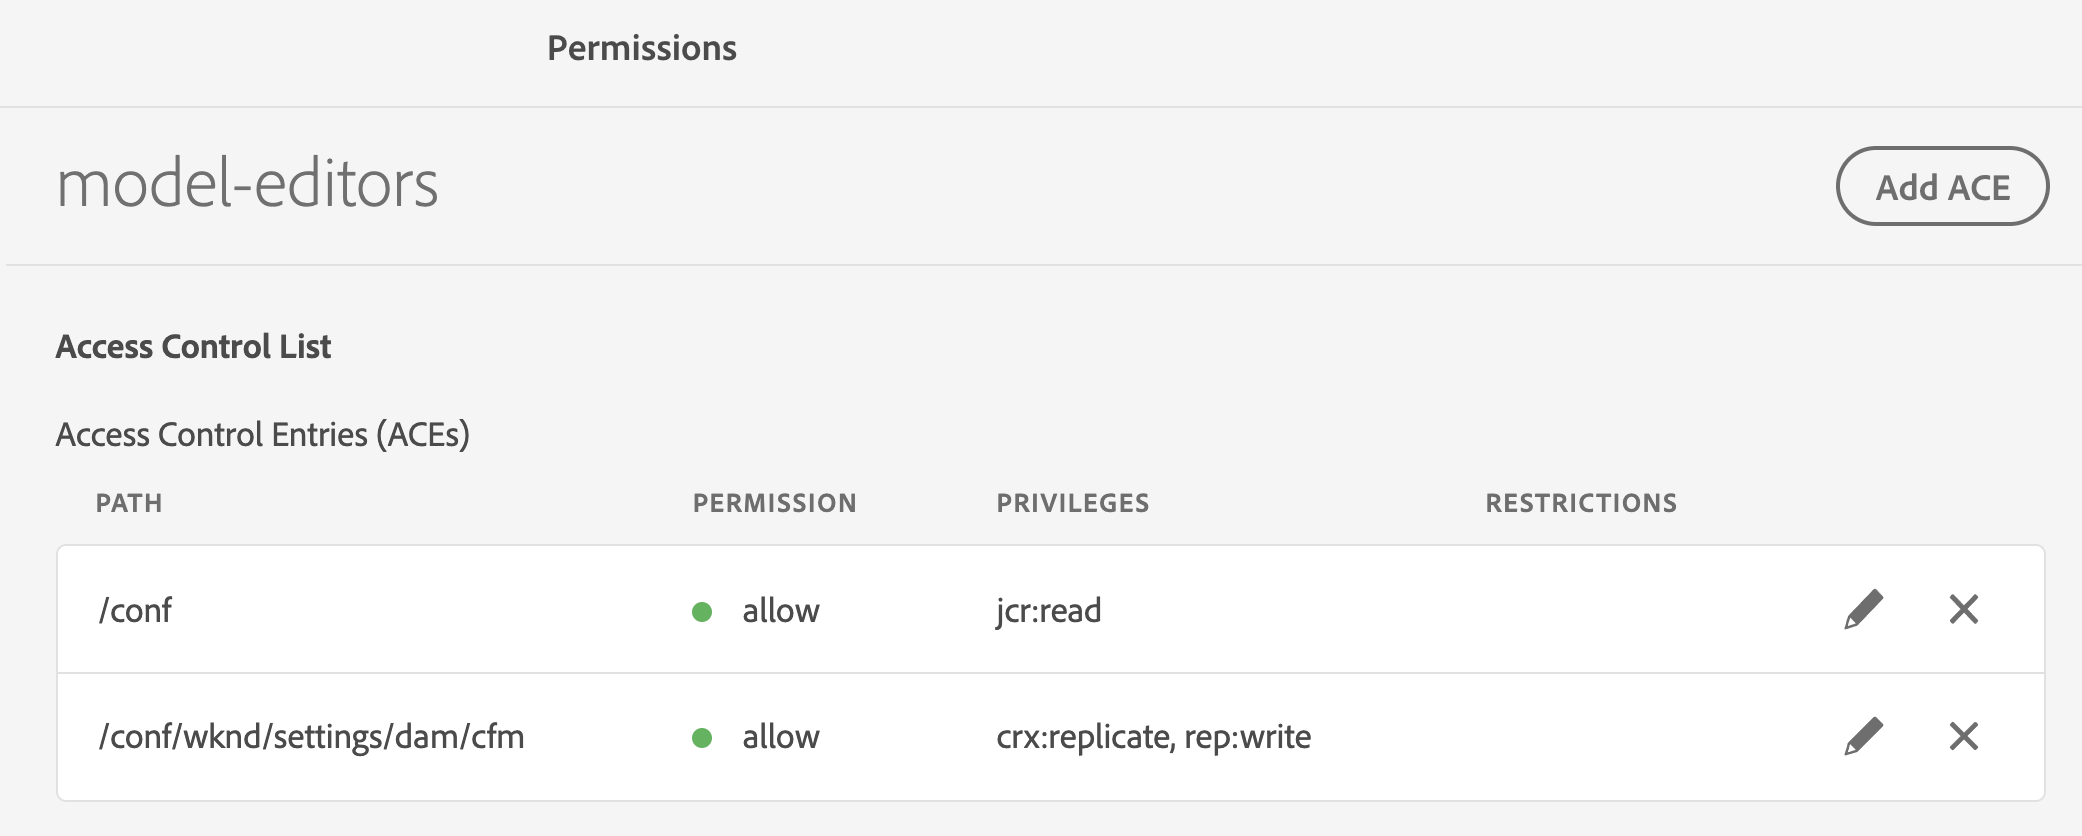 Permissions
model-editors
Add ACE
Access Control List
Access Control Entries (ACEs)
PATH PERMISSION PRIVILEGES RESTRICTIONS
/conf allow jcr:read
/conf/wknd/settings/dam/cfm allow crx:replicate, rep:write